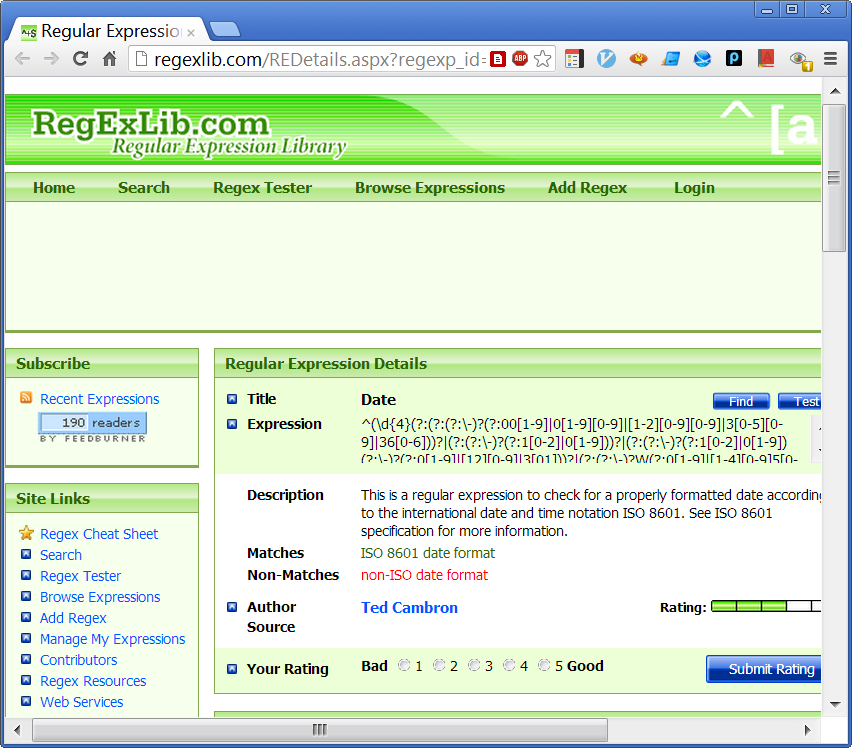 Regular Expressio
regexlib.com/REDetails.aspx?regexp_id=
ABP
1
RegExLib.com
Regular Expression Library
^ [a
Home Search Regex Tester Browse Expressions Add Regex Login
Subscribe
Recent Expressions
190 readers
BY FEEDBURNER
Site Links
Regex Cheat Sheet
Search
Regex Tester
Browse Expressions
Add Regex
Manage My Expressions
Contributors
Regex Resources
Web Services
Regular Expression Details
Title Date Find Test
Expression ^(\d{4}(?:(?:(?:\-)?(?:00[1-9]|0[1-9][0-9]|[1-2][0-9][0-9]|3[0-5][0-
9]|36[0-6]))?|(?:(?:\-)?(?:1[0-2]|0[1-9]))?|(?:(?:\-)?(?:1[0-2]|0[1-9])
(?:\-)?(?:0[1-9]|[12][0-9]|3[01]))?|(?:(?:\-)?W(?:0[1-9]|[1-4][0-9]5[0-
Description This is a regular expression to check for a properly formatted date accordin
to the international date and time notation ISO 8601. See ISO 8601
specification for more information.
Matches ISO 8601 date format
Non-Matches non-ISO date format
Author Ted Cambron Rating:
Source
Your Rating Bad 1 2 3 4 5 Good Submit Rating